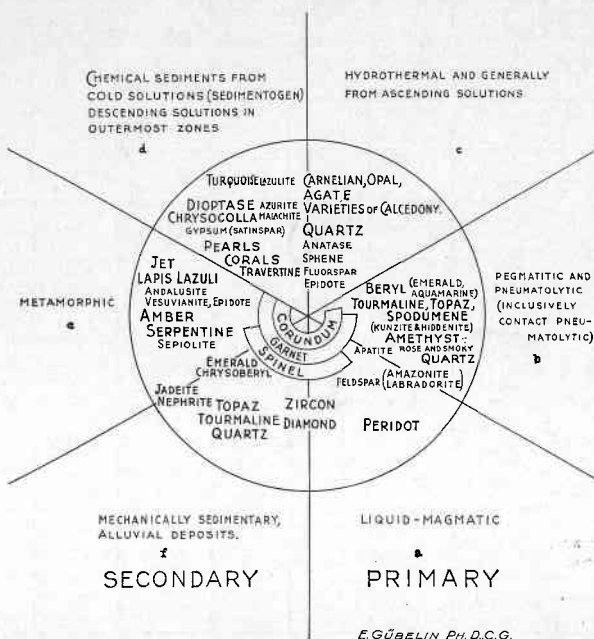 CHEMICAL SEDIMENTS FROM
COLD SOLUTIONS (SEDIMENTOGEN)
DESCENDING SOLUTIONS IN
OUTERMOST ZONES
d
HYDROTHERMAL AND GENERALLY
FROM ASCENDING SOLUTIONS
c
TURQUOISE LAZULITE
DIOPTASE AZURITE
CHRYSOCOLLA MALACHITE
GYPSUM (SATINSPAR)
PEARLS
CORALS
TRAVERTINE
CARNELIAN, OPAL,
AGATE
VARIETIES OF CALCEDONY.
QUARTZ
ANATASE
SPHENE
FLUORSPAR
EPIDOTE
METAMORPHIC
e
JET
LAPIS LAZULI
ANDALUSITE
VESUVIANITE, EPIDOTE
AMBER
SERPENTINE
SEPIOLITE
CORUNDUM
GARNET
SPINEL
BERYL (EMERALD,
AQUAMARINE)
TOURMALINE, TOPAZ,
SPODUMENE
(KUNZITE & HIDDENITE)
AMETHYST-
APATITE ROSE AND SMOKY
QUARTZ
FELDSPAR (AMAZONITE
LABRADORITE)
PEGMATITIC AND
PNEUMATOLYTIC
(INCLUSIVELY
CONTACT PNEU-
MATOLYTIC)
b
EMERALD
CHRYSOBERYL
JADEITE
NEPHRITE
TOPAZ
TOURMALINE
QUARTZ
ZIRCON
DIAMOND
PERIDOT
MECHANICALLY SEDIMENTARY,
ALLUVIAL DEPOSITS.
f
SECONDARY
LIQUID-MAGMATIC
a
PRIMARY
E. GÜBELIN PH.D.C.G.